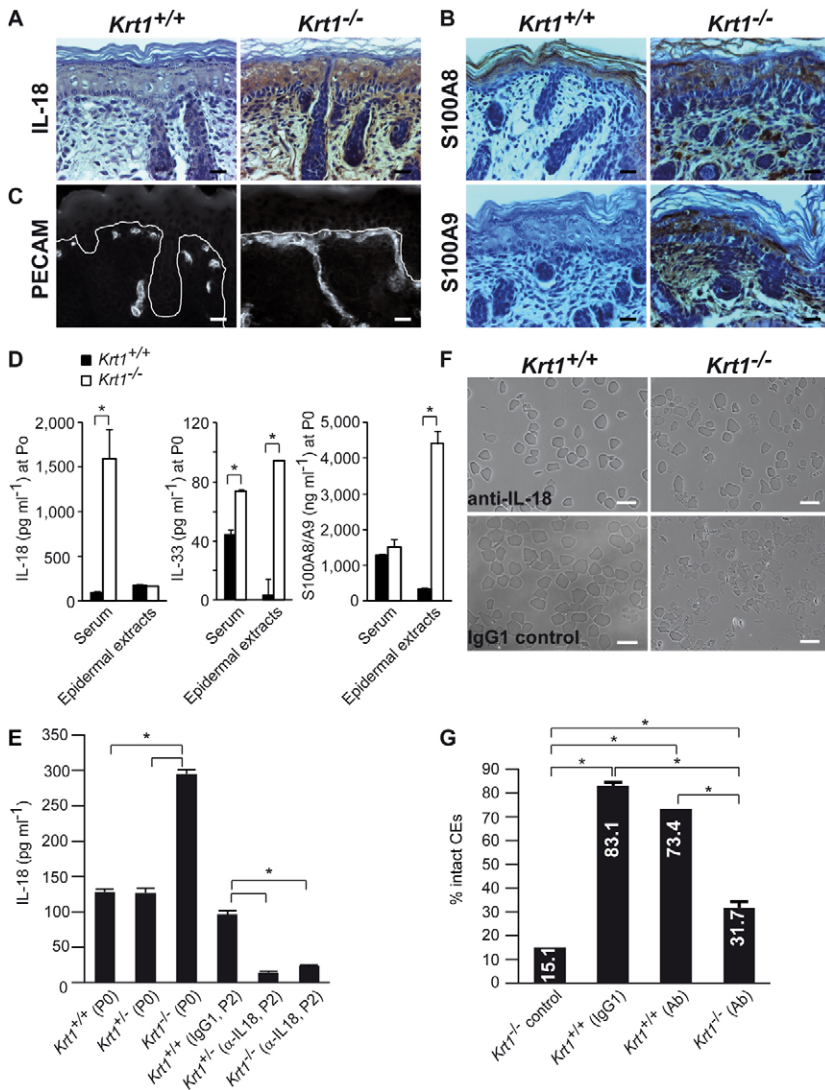 A
Krt1+/+
Krt1-/-
IL-18
C
PECAM
B
Krt1+/+
Krt1-/-
S100A8
S100A9
D
Krt1+/+
Krt1-/-
IL-18 (pg ml−1) at Po
2,000
1,500
1,000
500
0
*
Serum
Epidermal extracts
IL-33 (pg ml−1) at P0
120
80
40
0
*
*
Serum
Epidermal extracts
S100A8/A9 (ng ml−1) at P0
5,000
4,000
3,000
2,000
1,000
0
*
Serum
Epidermal extracts
F
Krt1+/+
Krt1-/-
anti-IL-18
IgG1 control
E
IL-18 (pg ml−1)
350
300
250
200
150
100
50
0
*
*
Krt1+/+ (P0)
Krt1+/- (P0)
Krt1-/- (P0)
Krt1+/+ (IgG1, P2)
Krt1+/- (α-IL18, P2)
Krt1-/- (α-IL18, P2)
G
% intact CEs
90
80
70
60
50
40
30
20
10
0
*
*
*
*
*
15.1
83.1
73.4
31.7
Krt1-/- control
Krt1+/+ (IgG1)
Krt1+/+ (Ab)
Krt1-/- (Ab)